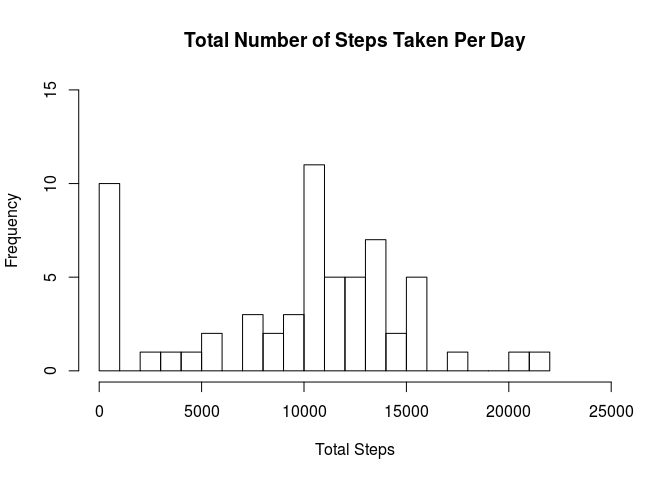 Total Number of Steps Taken Per Day
Frequency
15
10
5
0
0 5000 10000 15000 20000 25000
Total Steps